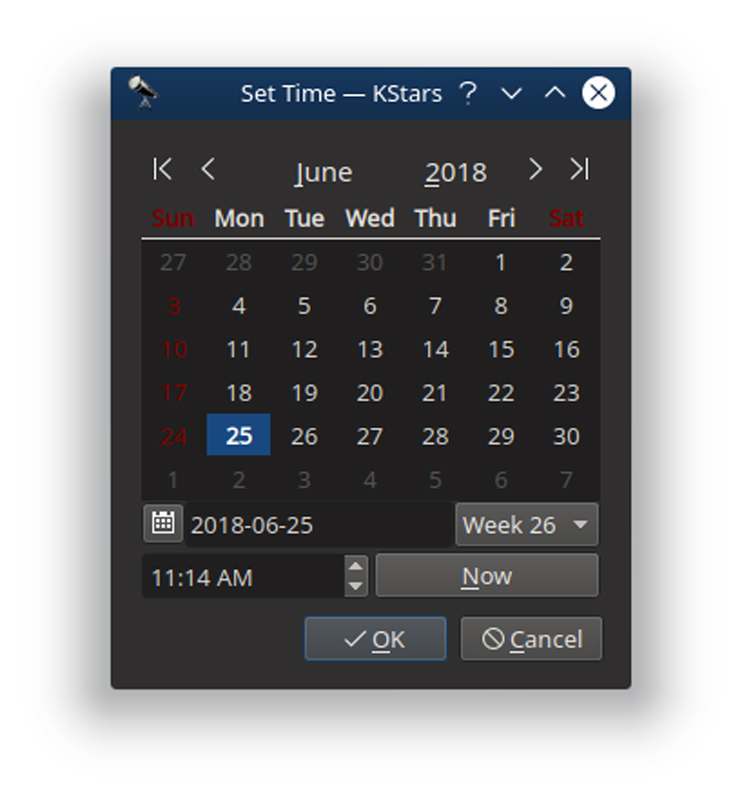 Set Time — KStars ?
June 2018
Sun Mon Tue Wed Thu Fri Sat
27 28 29 30 31 1 2
3 4 5 6 7 8 9
10 11 12 13 14 15 16
17 18 19 20 21 22 23
24 25 26 27 28 29 30
1 2 3 4 5 6 7
2018-06-25 Week 26
11:14 AM Now
OK Cancel